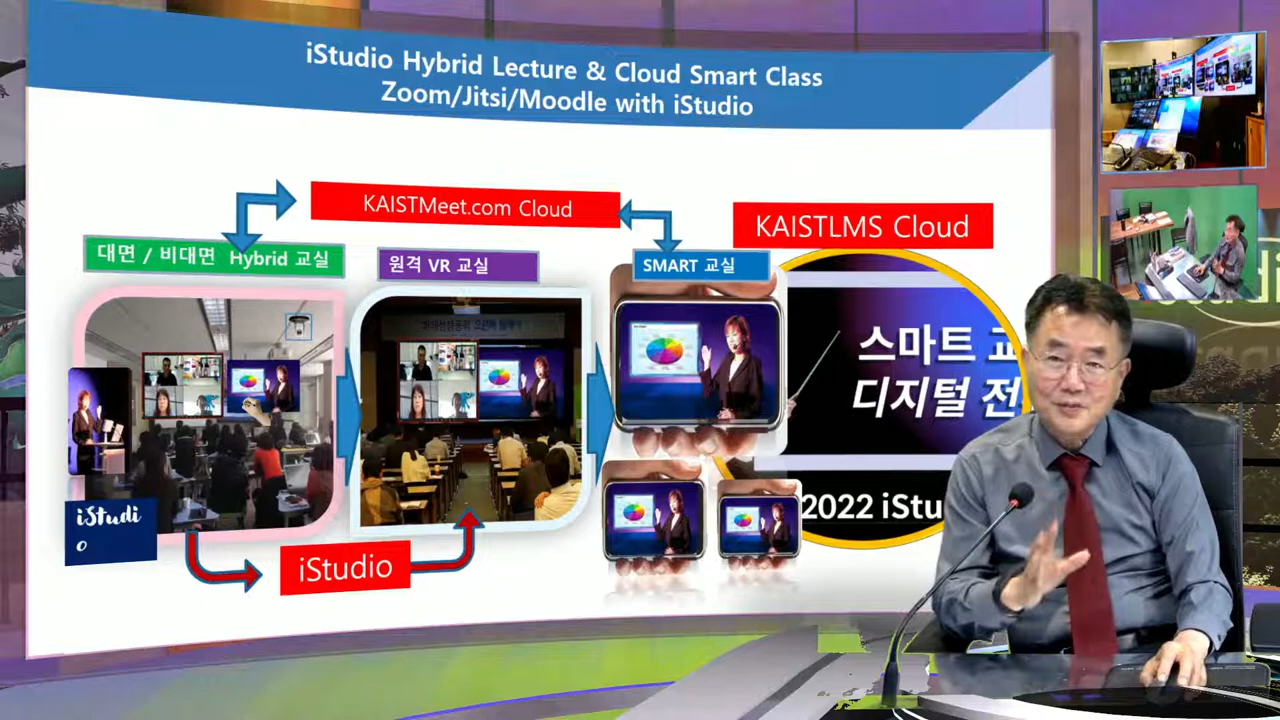 iStudio Hybrid Lecture & Cloud Smart Class
Zoom/Jitsi/Moodle with iStudio
KAISTMeet.com Cloud
KAISTLMS Cloud
대면 / 비대면 Hybrid 교실
원격 VR 교실
SMART 교실
스마트 교
디지털 전
2022 iStu
iStudi
o
iStudio